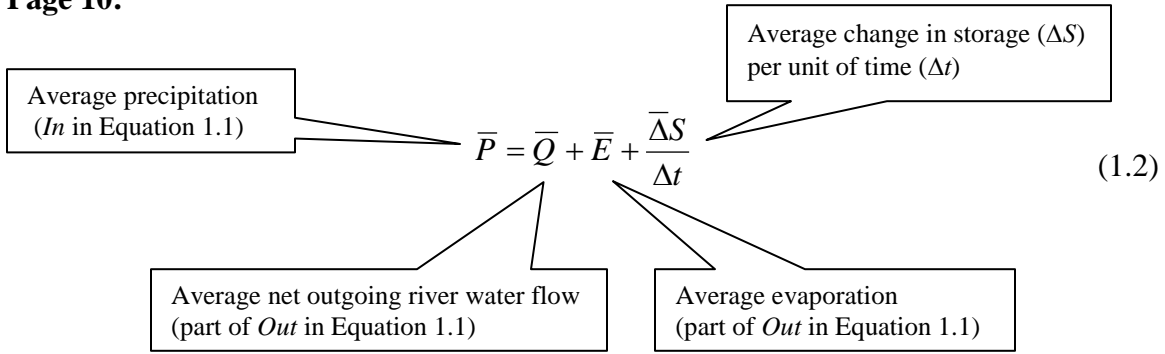 Page 10:
Average change in storage (ΔS)
per unit of time (Δt)
Average precipitation
(In in Equation 1.1)
P̅ = Q̅ + E̅ + Δ̅S/Δt
(1.2)
Average net outgoing river water flow
(part of Out in Equation 1.1)
Average evaporation
(part of Out in Equation 1.1)